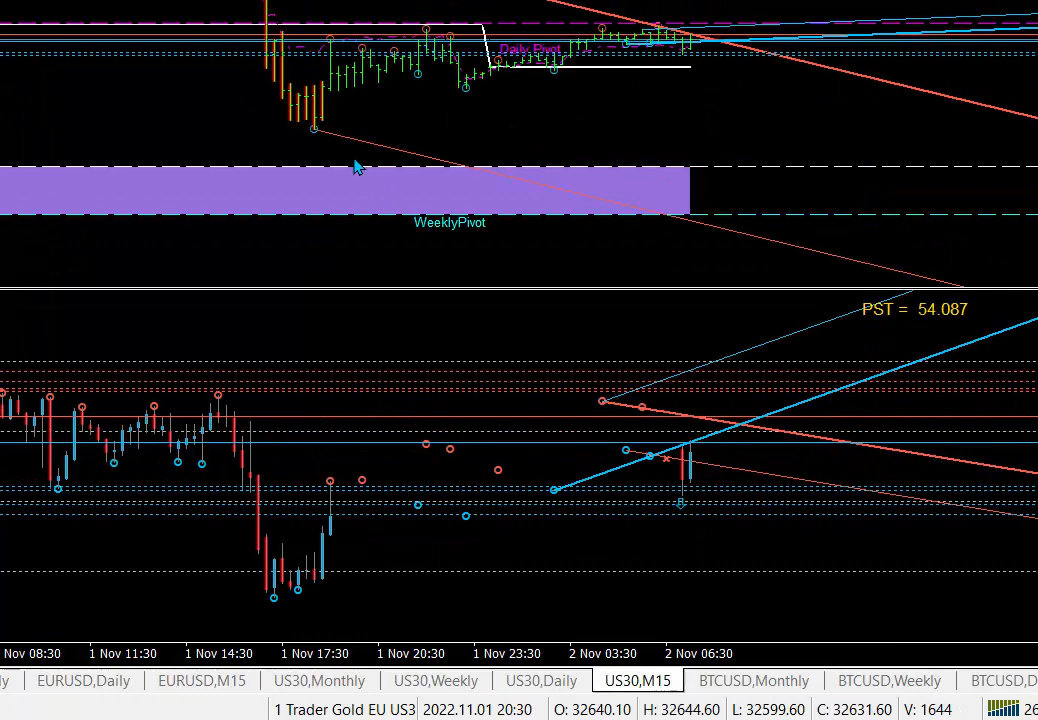 Daily Pivot
WeeklyPivot
PST = 54.087
Nov 08:30 1 Nov 11:30 1 Nov 14:30 1 Nov 17:30 1 Nov 20:30 1 Nov 23:30 2 Nov 03:30 2 Nov 06:30
ly EURUSD,Daily EURUSD,M15 US30,Monthly US30,Weekly US30,Daily US30,M15 BTCUSD,Monthly BTCUSD,Weekly BTCUSD,D
1 Trader Gold EU US3 2022.11.01 20:30 O: 32640.10 H: 32644.60 L: 32599.60 C: 32631.60 V: 1644 26